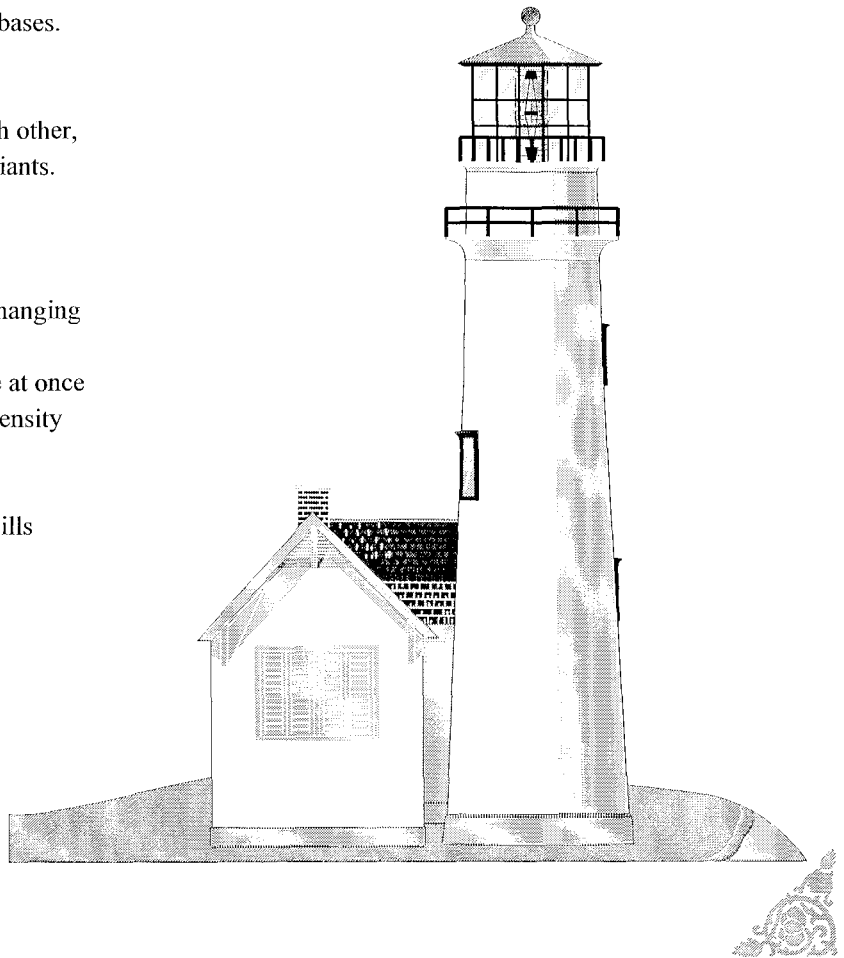 bases.
h other,
iants.
hanging
at once
ensity
ills